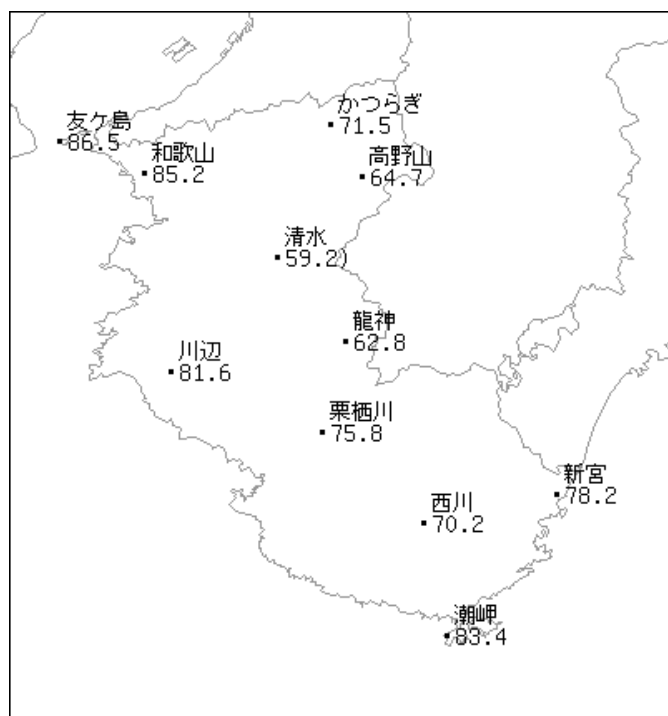 かつらぎ
71.5
友ケ島
86.5
和歌山
85.2
高野山
64.7
清水
59.2)
龍神
62.8
川辺
81.6
栗栖川
75.8
新宮
78.2
西川
70.2
潮岬
83.4